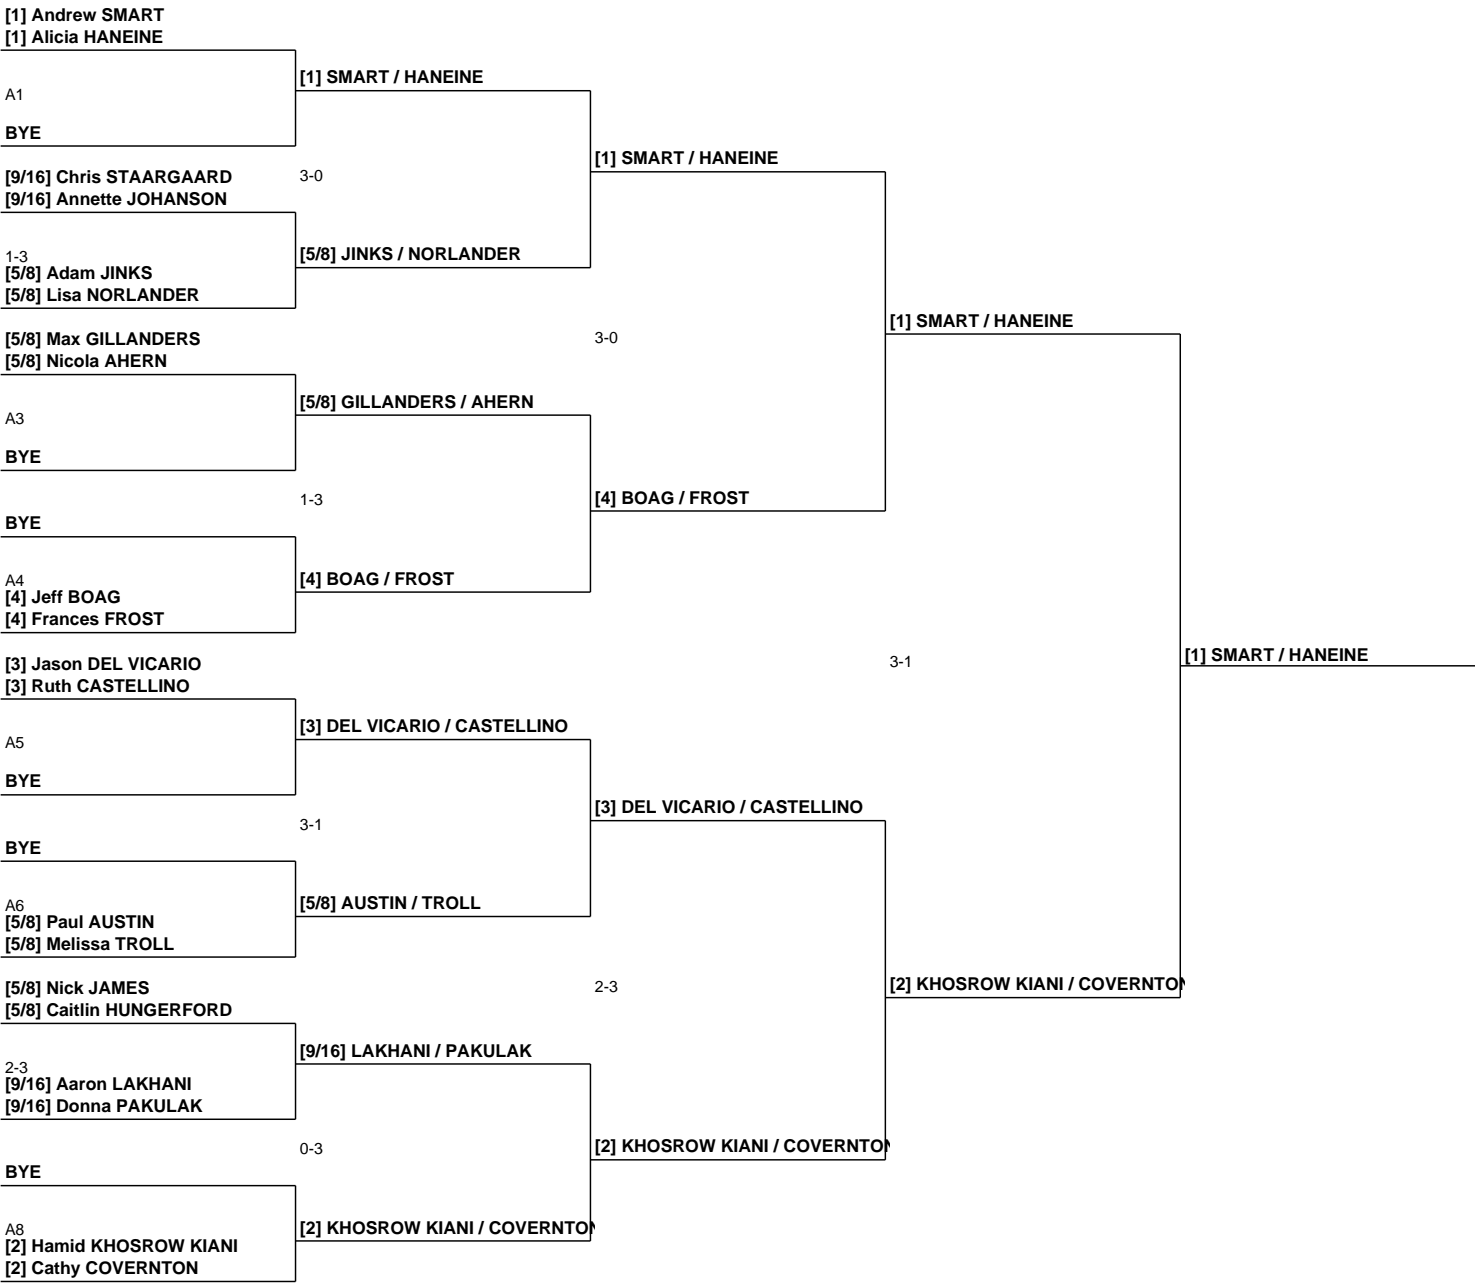 [1] Andrew SMART
[1] Alicia HANEINE
A1
BYE
[9/16] Chris STAARGAARD
[9/16] Annette JOHANSON
1-3
[5/8] Adam JINKS
[5/8] Lisa NORLANDER
[5/8] Max GILLANDERS
[5/8] Nicola AHERN
A3
BYE
BYE
A4
[4] Jeff BOAG
[4] Frances FROST
[3] Jason DEL VICARIO
[3] Ruth CASTELLINO
A5
BYE
BYE
A6
[5/8] Paul AUSTIN
[5/8] Melissa TROLL
[5/8] Nick JAMES
[5/8] Caitlin HUNGERFORD
2-3
[9/16] Aaron LAKHANI
[9/16] Donna PAKULAK
BYE
A8
[2] Hamid KHOSROW KIANI
[2] Cathy COVERNTON
[1] SMART / HANEINE
3-0
[5/8] JINKS / NORLANDER
[5/8] GILLANDERS / AHERN
1-3
[4] BOAG / FROST
[3] DEL VICARIO / CASTELLINO
3-1
[5/8] AUSTIN / TROLL
[9/16] LAKHANI / PAKULAK
0-3
[2] KHOSROW KIANI / COVERNTON
[1] SMART / HANEINE
3-0
[4] BOAG / FROST
[3] DEL VICARIO / CASTELLINO
2-3
[2] KHOSROW KIANI / COVERNTON
[1] SMART / HANEINE
3-1
[2] KHOSROW KIANI / COVERNTON
[1] SMART / HANEINE